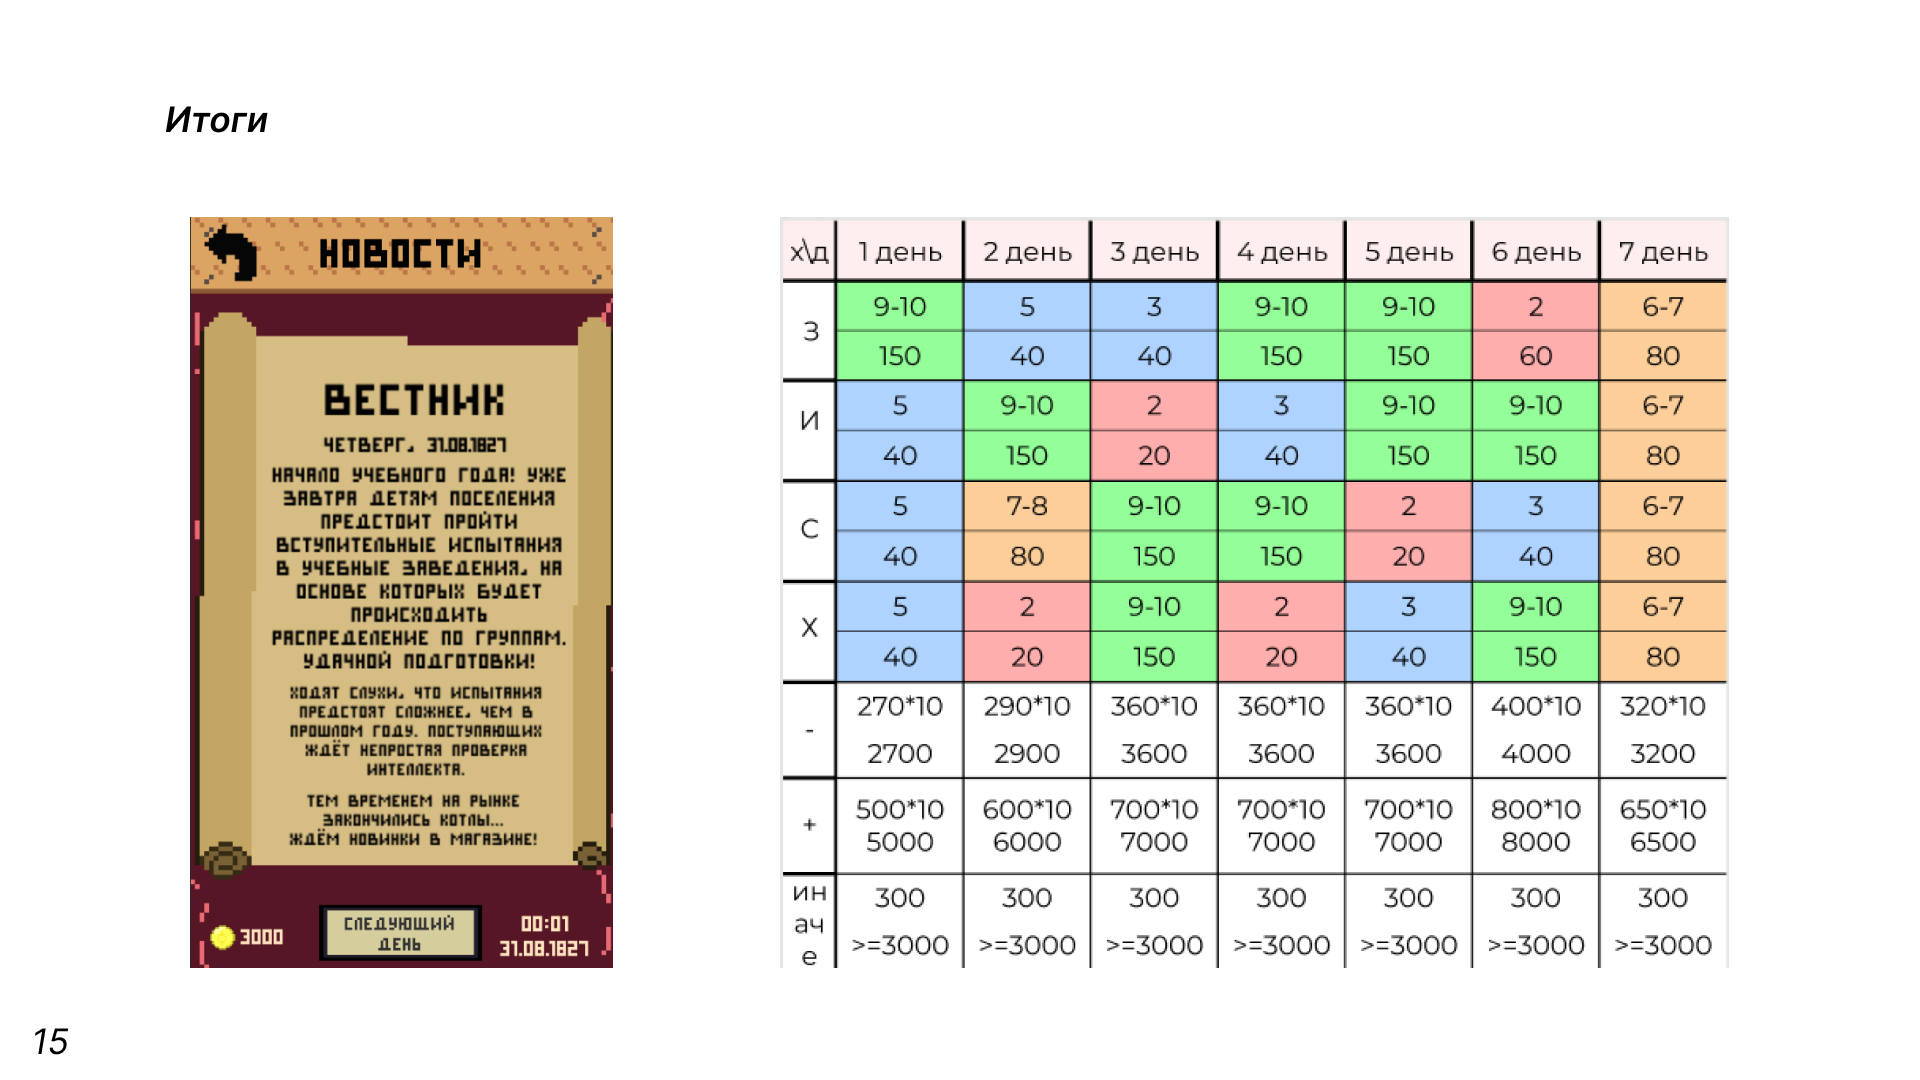 Итоги
НОВОСТИ
ВЕСТНИК
ЧЕТВЕРГ, 31.08.1827
НАЧАЛО УЧЕБНОГО ГОДА! УЖЕ
ЗАВТРА ДЕТЯМ ПОСЕЛЕНИЯ
ПРЕДСТОИТ ПРОЙТИ
ВСТУПИТЕЛЬНЫЕ ИСПЫТАНИЯ
В УЧЕБНЫЕ ЗАВЕДЕНИЯ, НА
ОСНОВЕ КОТОРЫХ БУДЕТ
ПРОИСХОДИТЬ
РАСПРЕДЕЛЕНИЕ ПО ГРУППАМ.
УДАЧНОЙ ПОДГОТОВКИ!
ХОДЯТ СЛУХИ, ЧТО ИСПЫТАНИЯ
ПРЕДСТОЯТ СЛОЖНЕЕ, ЧЕМ В
ПРОШЛОМ ГОДУ. ПОСТУПАЮЩИХ
ЖДЁТ НЕПРОСТАЯ ПРОВЕРКА
ИНТЕЛЛЕКТА.
ТЕМ ВРЕМЕНЕМ НА РЫНКЕ
ЗАКОНЧИЛИСЬ КОТЛЫ...
ЖДЁМ НОВИНКИ В МАГАЗИНЕ!
3000
СЛЕДУЮЩИЙ
ДЕНЬ
00:01
31.08.1827
х\д 1 день 2 день 3 день 4 день 5 день 6 день 7 день
З 9-10 5 3 9-10 9-10 2 6-7
150 40 40 150 150 60 80
И 5 9-10 2 3 9-10 9-10 6-7
40 150 20 40 150 150 80
С 5 7-8 9-10 9-10 2 3 6-7
40 80 150 150 20 40 80
Х 5 2 9-10 2 3 9-10 6-7
40 20 150 20 40 150 80
- 270*10 290*10 360*10 360*10 360*10 400*10 320*10
2700 2900 3600 3600 3600 4000 3200
+ 500*10 600*10 700*10 700*10 700*10 800*10 650*10
5000 6000 7000 7000 7000 8000 6500
ин 300 300 300 300 300 300 300
ач
е >=3000 >=3000 >=3000 >=3000 >=3000 >=3000 >=3000
15